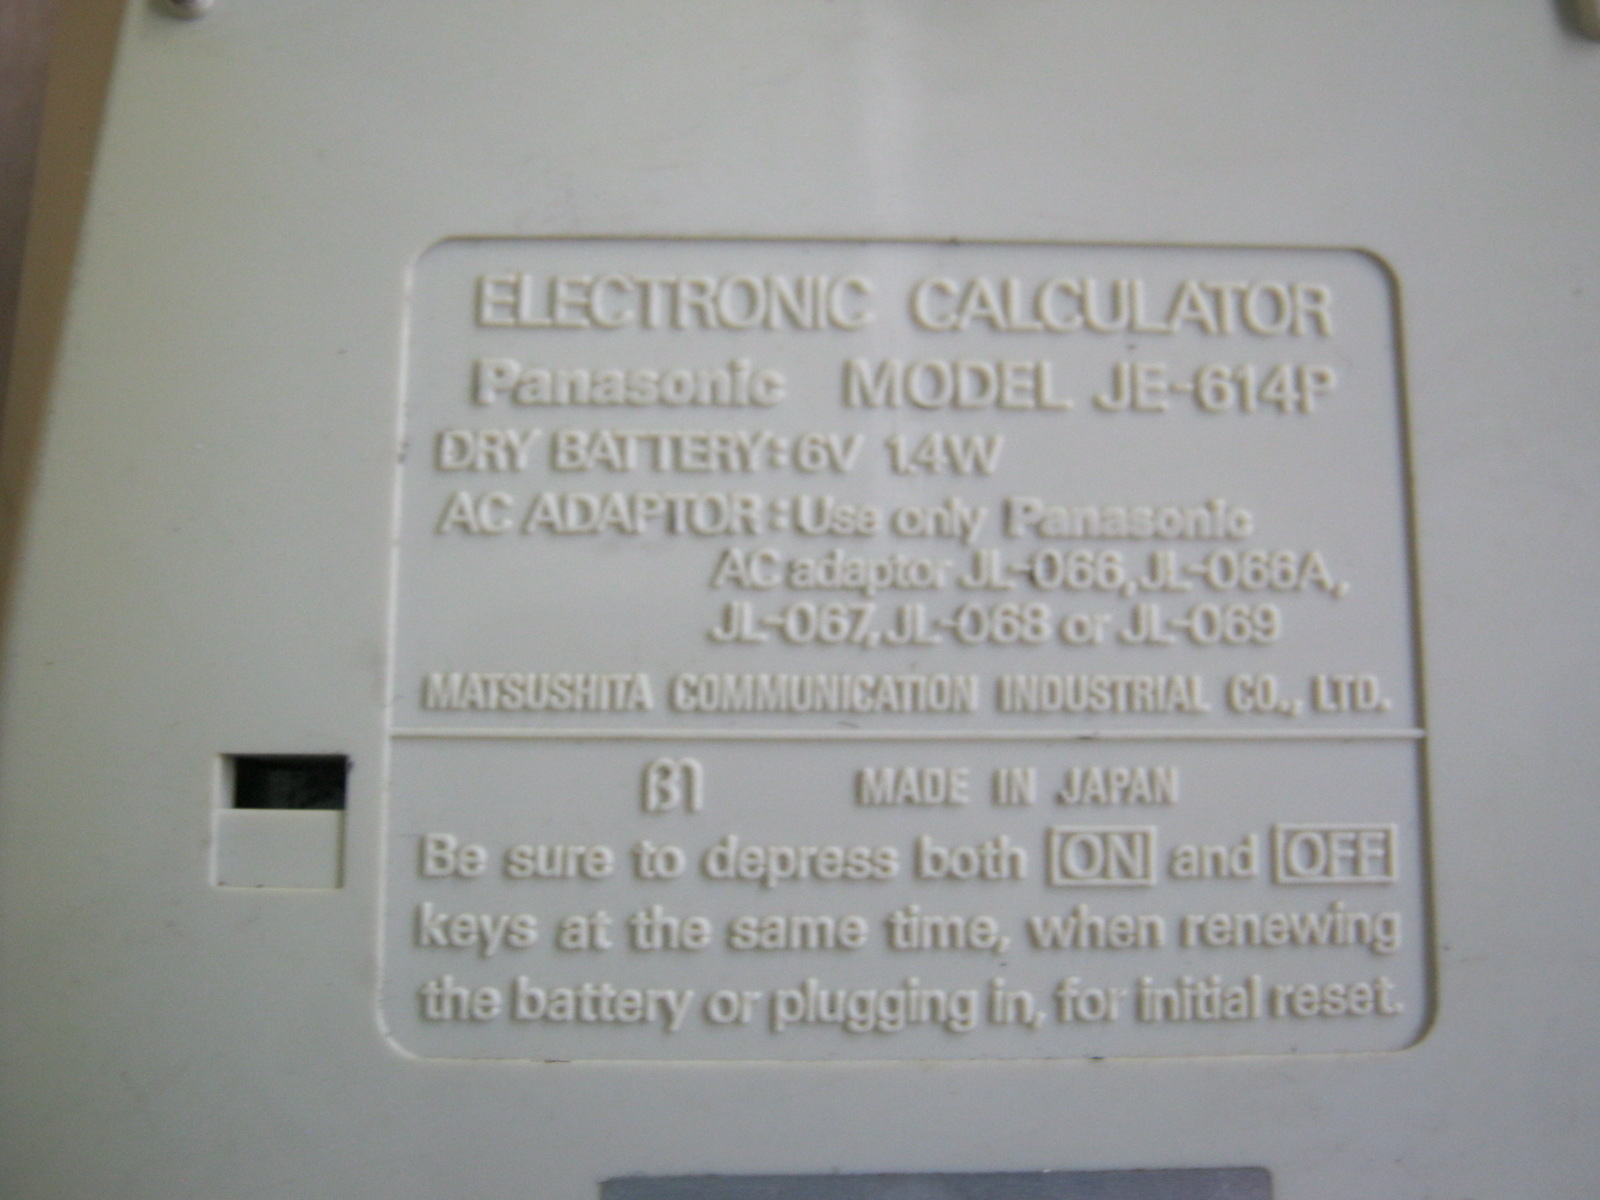 ELECTRONIC CALCULATOR
Panasonic MODEL JE-614P
DRY BATTERY: 6V 1.4W
AC ADAPTOR: Use only Panasonic
AC adaptor JL-066, JL-066A,
JL-067, JL-068 or JL-069
MATSUSHITA COMMUNICATION INDUSTRIAL CO., LTD.
MADE IN JAPAN
Be sure to depress both ON and OFF
keys at the same time, when renewing
the battery or plugging in, for initial reset.